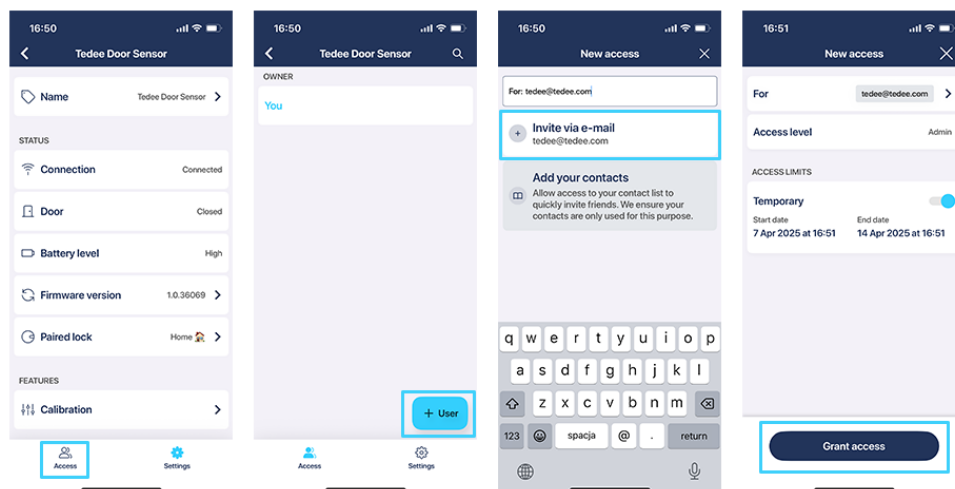 16:50
Tedee Door Sensor
Name Tedee Door Sensor
STATUS
Connection Connected
Door Closed
Battery level High
Firmware version 1.0.36069
Paired lock Home
FEATURES
Calibration
Access Settings
16:50
Tedee Door Sensor
OWNER
You
+ User
Access Settings
16:50
New access
For: tedee@tedee.com
Invite via e-mail
tedee@tedee.com
Add your contacts
Allow access to your contact list to
quickly invite friends. We ensure your
contacts are only used for this purpose.
q w e r t y u i o p
a s d f g h j k l
z x c v b n m
123 spacja @ . return
16:51
New access
For tedee@tedee.com
Access level Admin
ACCESS LIMITS
Temporary
Start date End date
7 Apr 2025 at 16:51 14 Apr 2025 at 16:51
Grant access